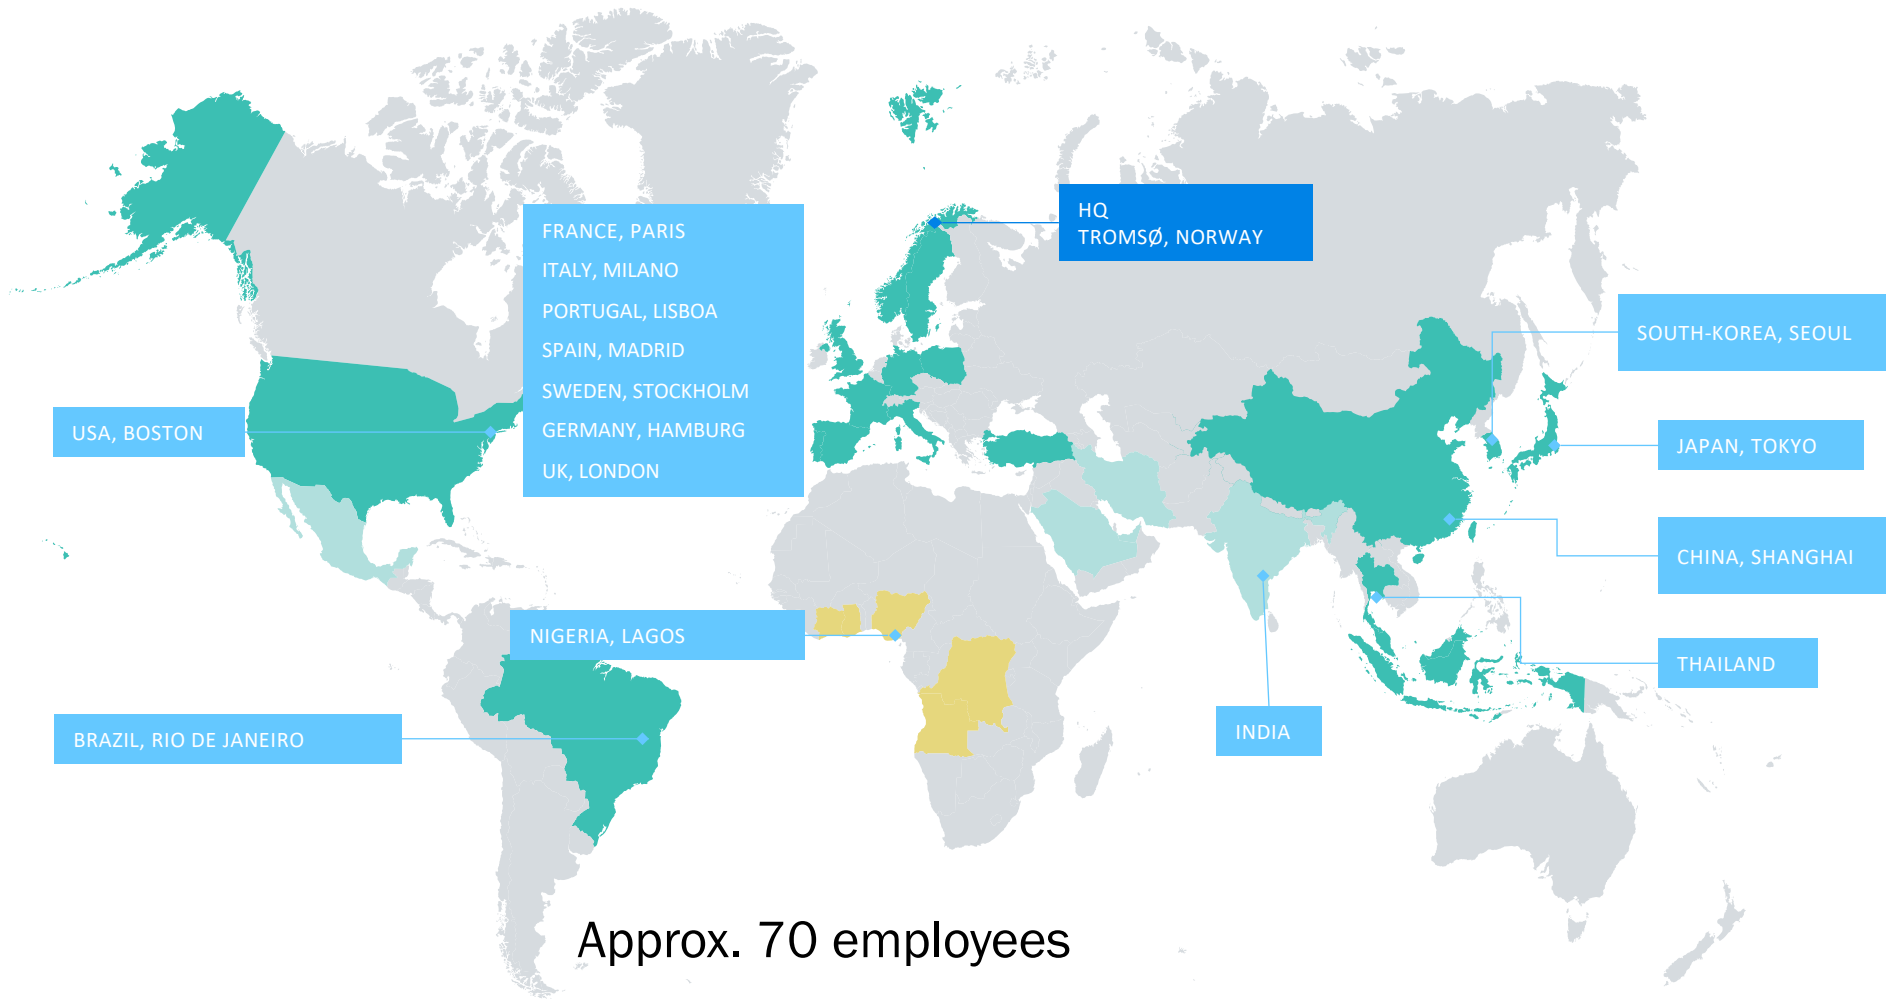 HQ
TROMSØ, NORWAY
FRANCE, PARIS
ITALY, MILANO
PORTUGAL, LISBOA
SPAIN, MADRID
SWEDEN, STOCKHOLM
GERMANY, HAMBURG
UK, LONDON
SOUTH-KOREA, SEOUL
USA, BOSTON
JAPAN, TOKYO
CHINA, SHANGHAI
NIGERIA, LAGOS
THAILAND
BRAZIL, RIO DE JANEIRO
INDIA
Approx. 70 employees